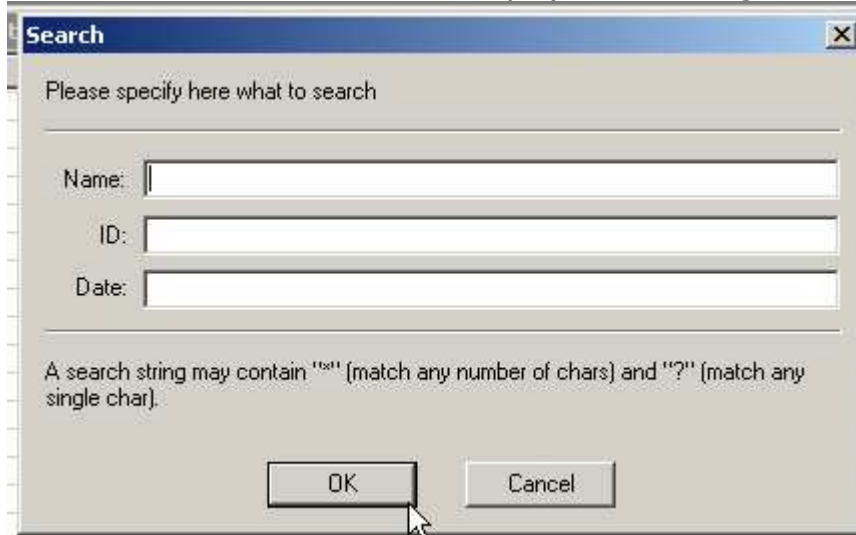 Search
Please specify here what to search
Name:
ID:
Date:
A search string may contain "*" (match any number of chars) and "?" (match any
single char).
OK Cancel